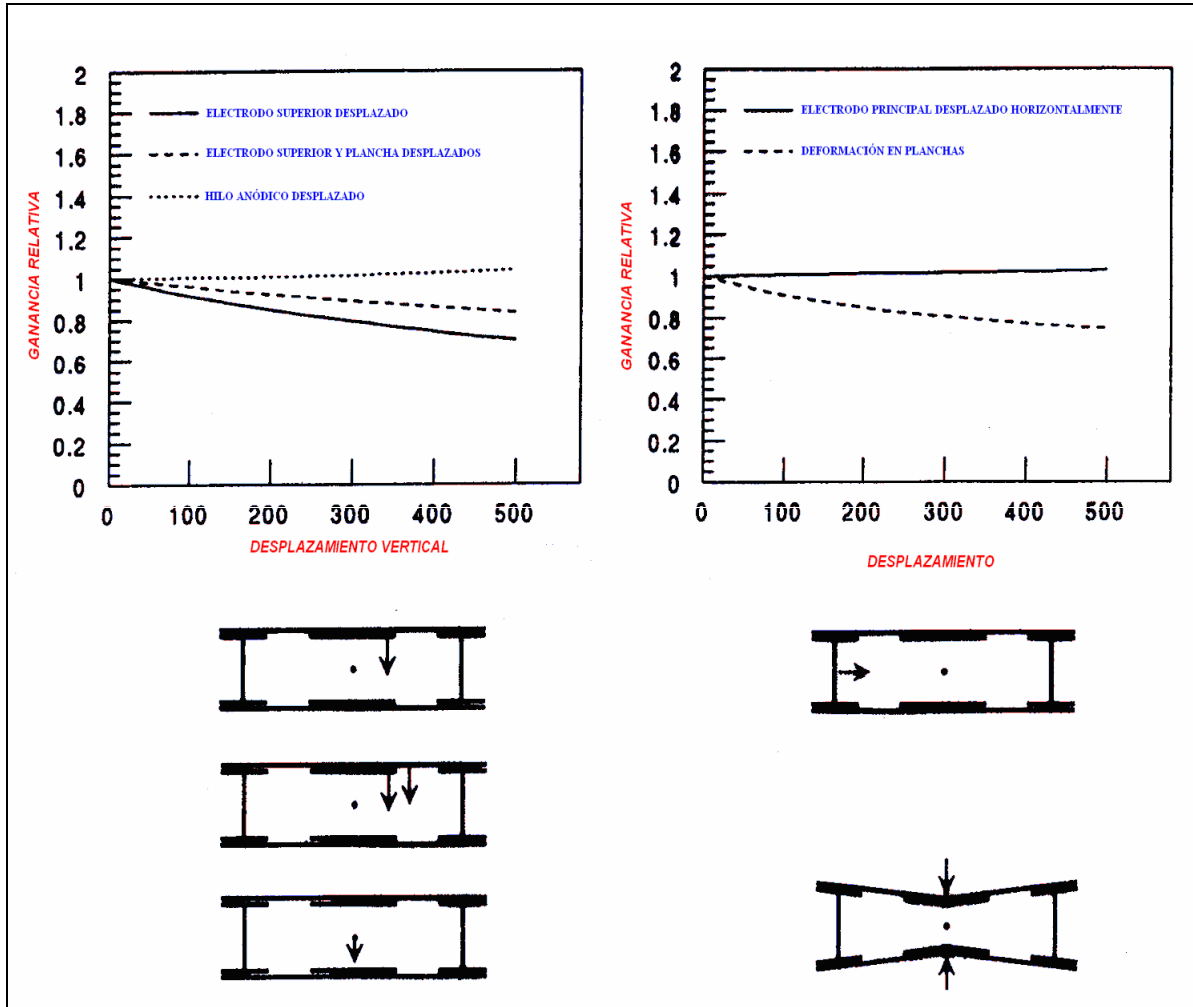 2
1.8
1.6
1.4
1.2
1
0.8
0.6
0.4
0.2
0
GANANCIA RELATIVA
ELECTRODO SUPERIOR DESPLAZADO
ELECTRODO SUPERIOR Y PLANCHA DESPLAZADOS
HILO ANÓDICO DESPLAZADO
0 100 200 300 400 500
DESPLAZAMIENTO VERTICAL
2
1.8
1.6
1.4
1.2
1
0.8
0.6
0.4
0.2
0
GANANCIA RELATIVA
ELECTRODO PRINCIPAL DESPLAZADO HORIZONTALMENTE
DEFORMACIÓN EN PLANCHAS
0 100 200 300 400 500
DESPLAZAMIENTO